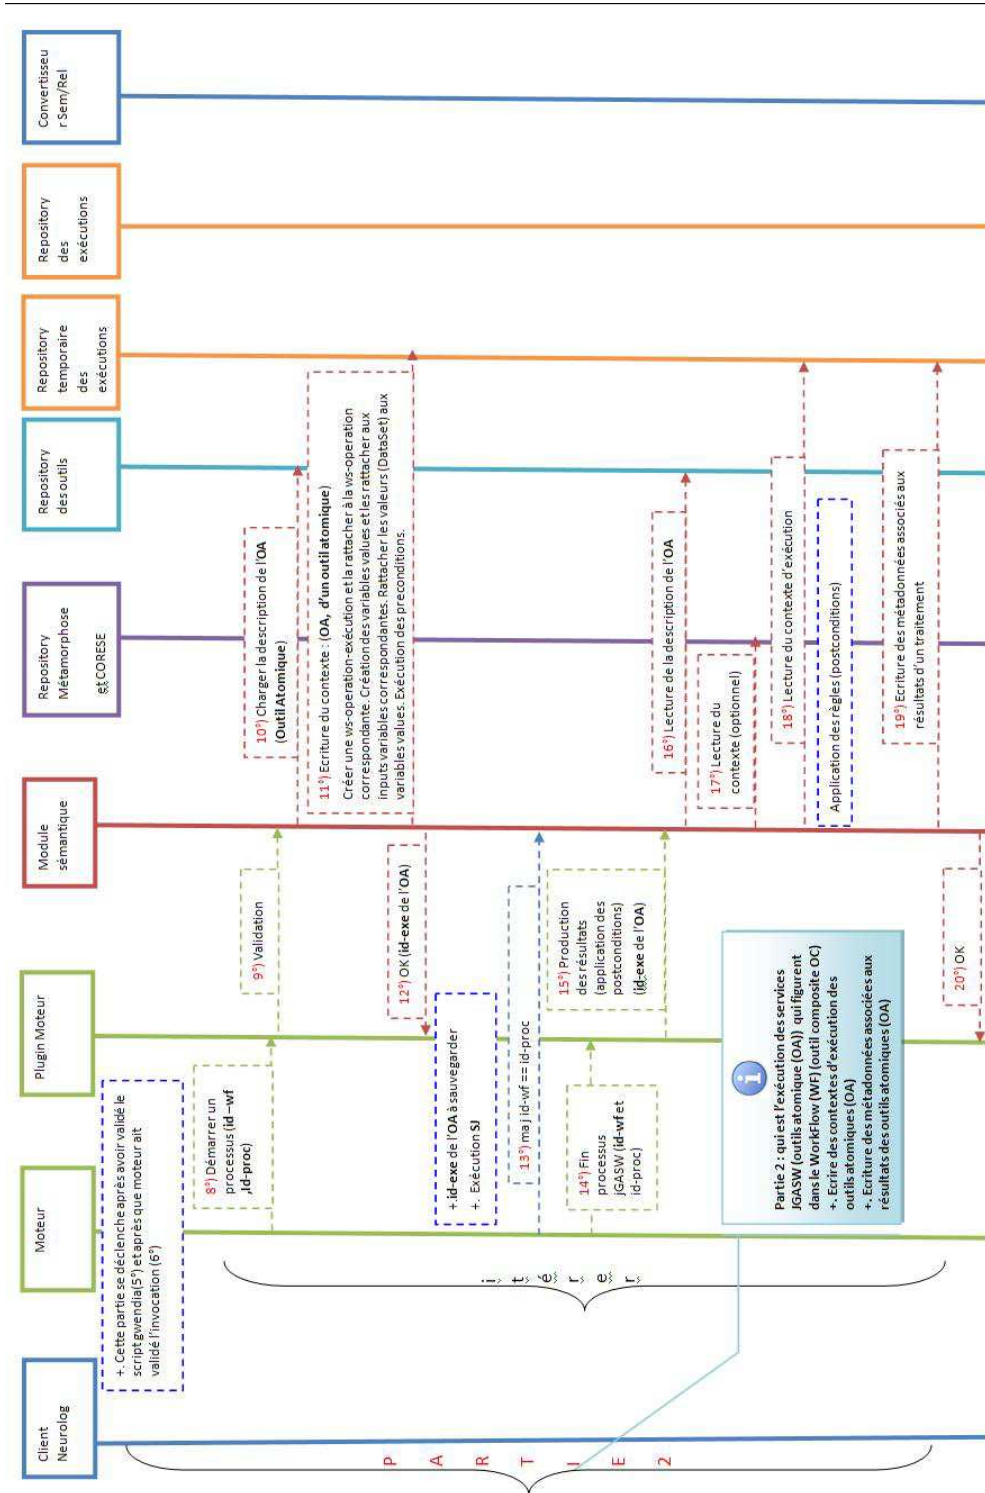 Client
Neurolog
Moteur
Plugin Moteur
Module
sémantique
Repository
Métamorphose
et CORESE
Repository
des outils
Repository
temporaire
des
exécutions
Repository
des
exécutions
Convertisseu
r Sem/Rel
+. Cette partie se déclenche après avoir validé le
script gwendia(5°) et après que moteur ait
validé l'invocation (6°)
8°) Démarrer un
processus (id –wf
,Id-proc)
9°) Validation
10°) Charger la description de l'OA
(Outil Atomique)
11°) Ecriture du contexte : (OA, d'un outil atomique)
Créer une ws-operation-exécution et la rattacher à la ws-operation
correspondante. Création des variables values et les rattacher aux
inputs variables correspondantes. Rattacher les valeurs (DataSet) aux
variables values. Exécution des preconditions.
12°) OK (id-exe de l'OA)
+.id-exe de l'OA à sauvegarder
+. Exécution SJ
13°) maj id-wf == id-proc
14°) Fin
processus
jGASW (id-wf et
id-proc)
15°) Production
des résultats
(application des
postconditions)
(id-exe de l'OA)
16°) Lecture de la description de l'OA
17°) Lecture du
contexte (optionnel)
18°) Lecture du contexte d'exécution
Application des règles (postconditions)
19°) Ecriture des métadonnées associés aux
résultats d'un traitement
20°) OK
i t é r e r
P A R T I E 2
i
Partie 2 : qui est l'exécution des services
JGASW (outils atomique (OA)) qui figurent
dans le WorkFlow (WF) (outil composite OC)
+. Ecrire des contextes d'exécution des
outils atomiques (OA)
+. Ecriture des métadonnées associées aux
résultats des outils atomiques (OA)